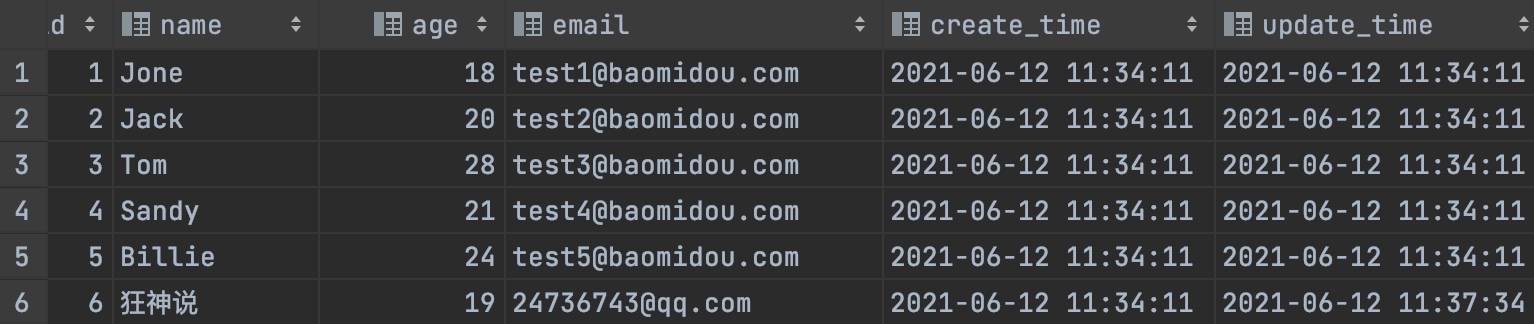 d name age email create_time update_time
1 1 Jone 18 test1@baomidou.com 2021-06-12 11:34:11 2021-06-12 11:34:11
2 2 Jack 20 test2@baomidou.com 2021-06-12 11:34:11 2021-06-12 11:34:11
3 3 Tom 28 test3@baomidou.com 2021-06-12 11:34:11 2021-06-12 11:34:11
4 4 Sandy 21 test4@baomidou.com 2021-06-12 11:34:11 2021-06-12 11:34:11
5 5 Billie 24 test5@baomidou.com 2021-06-12 11:34:11 2021-06-12 11:34:11
6 6 狂神说 19 24736743@qq.com 2021-06-12 11:34:11 2021-06-12 11:37:34